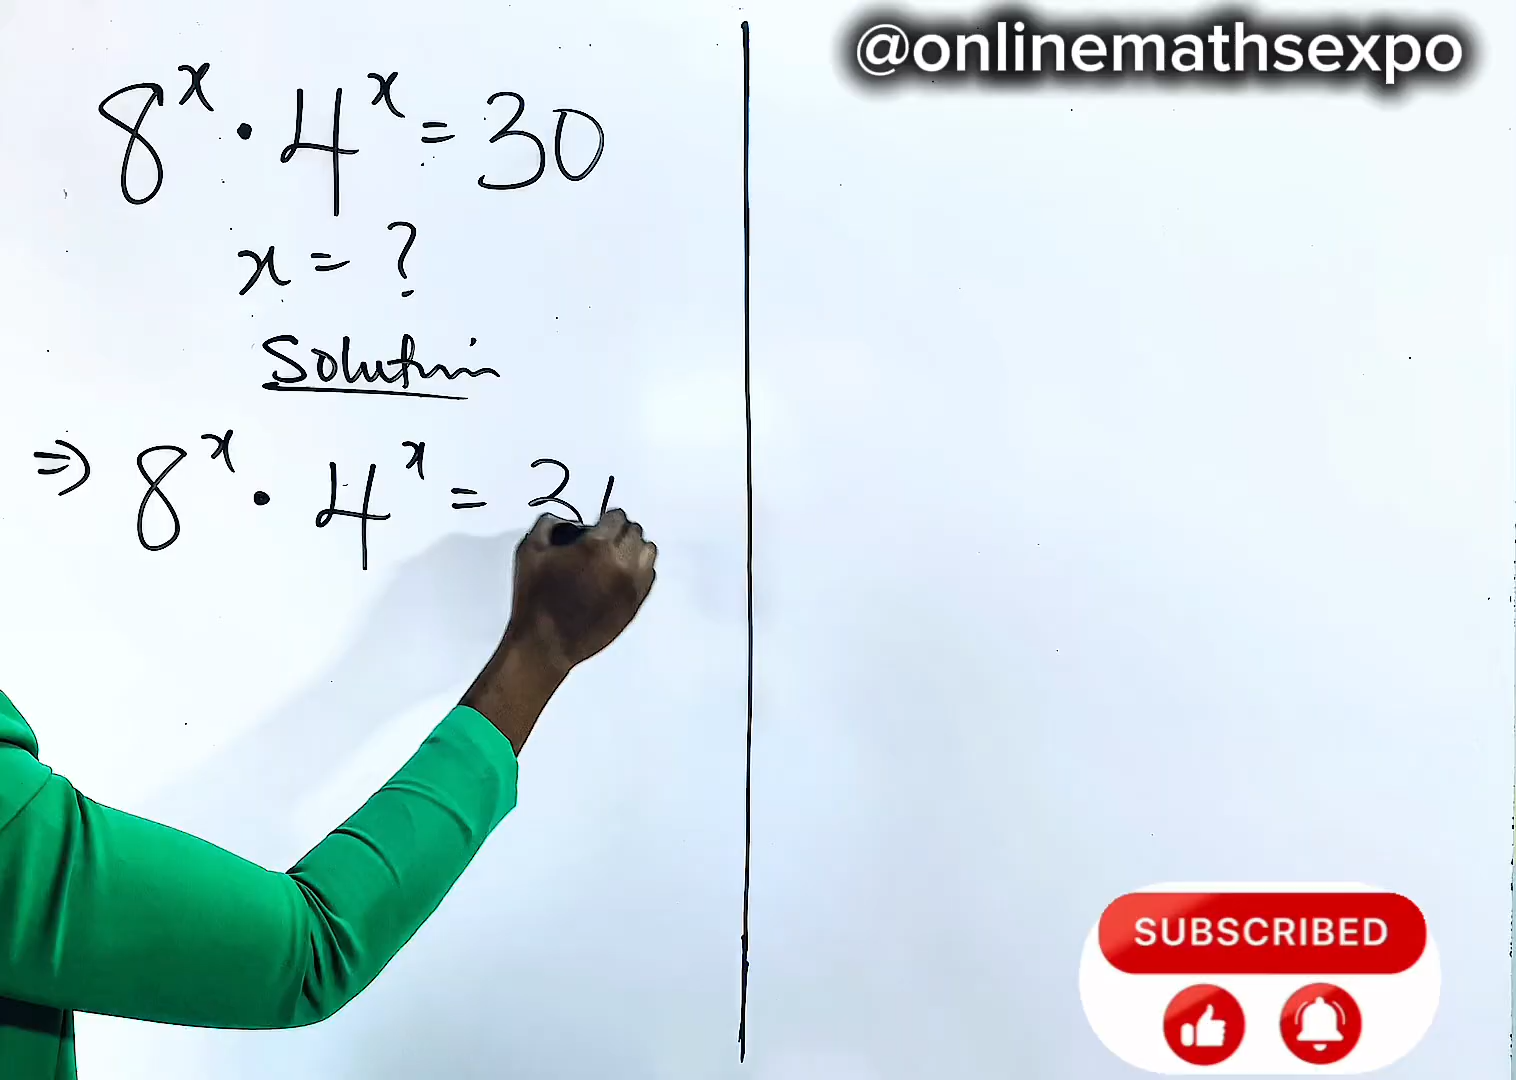 @onlinemathsexpo
8^x · 4^x = 30
x = ?
Solution
⇒ 8^x · 4^x = 3
SUBSCRIBED